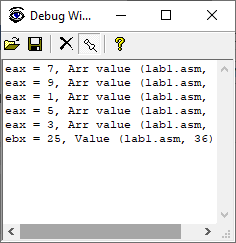 Debug Wi...
eax = 7, Arr value (lab1.asm,
eax = 9, Arr value (lab1.asm,
eax = 1, Arr value (lab1.asm,
eax = 5, Arr value (lab1.asm,
eax = 3, Arr value (lab1.asm,
ebx = 25, Value (lab1.asm, 36)